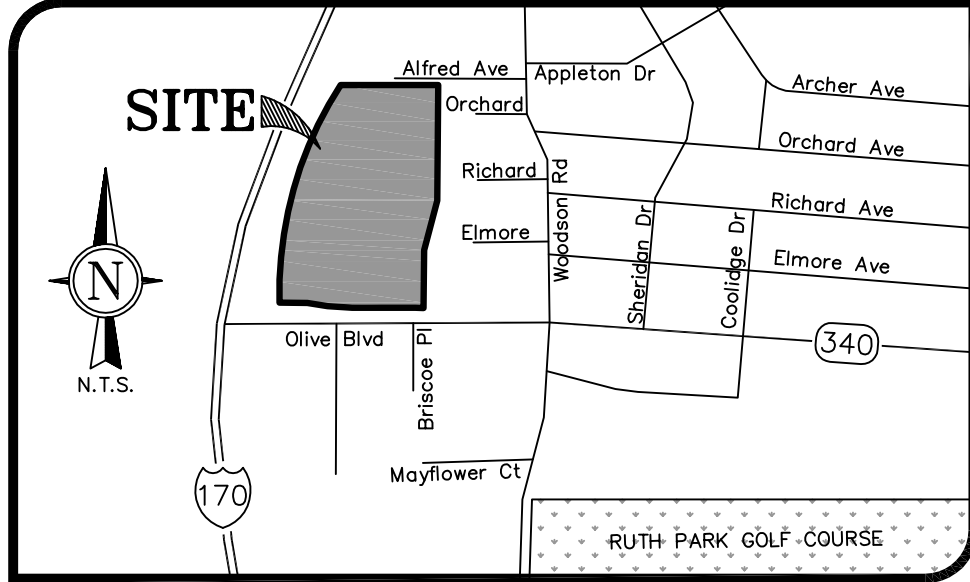 Alfred Ave
Appleton Dr
Archer Ave
SITE
Orchard
Orchard Ave
Richard
Woodson Rd
Richard Ave
Elmore
Sheridan Dr
Coolidge Dr
Elmore Ave
N
N.T.S.
Olive Blvd
Briscoe Pl
340
Mayflower Ct
170
RUTH PARK GOLF COURSE